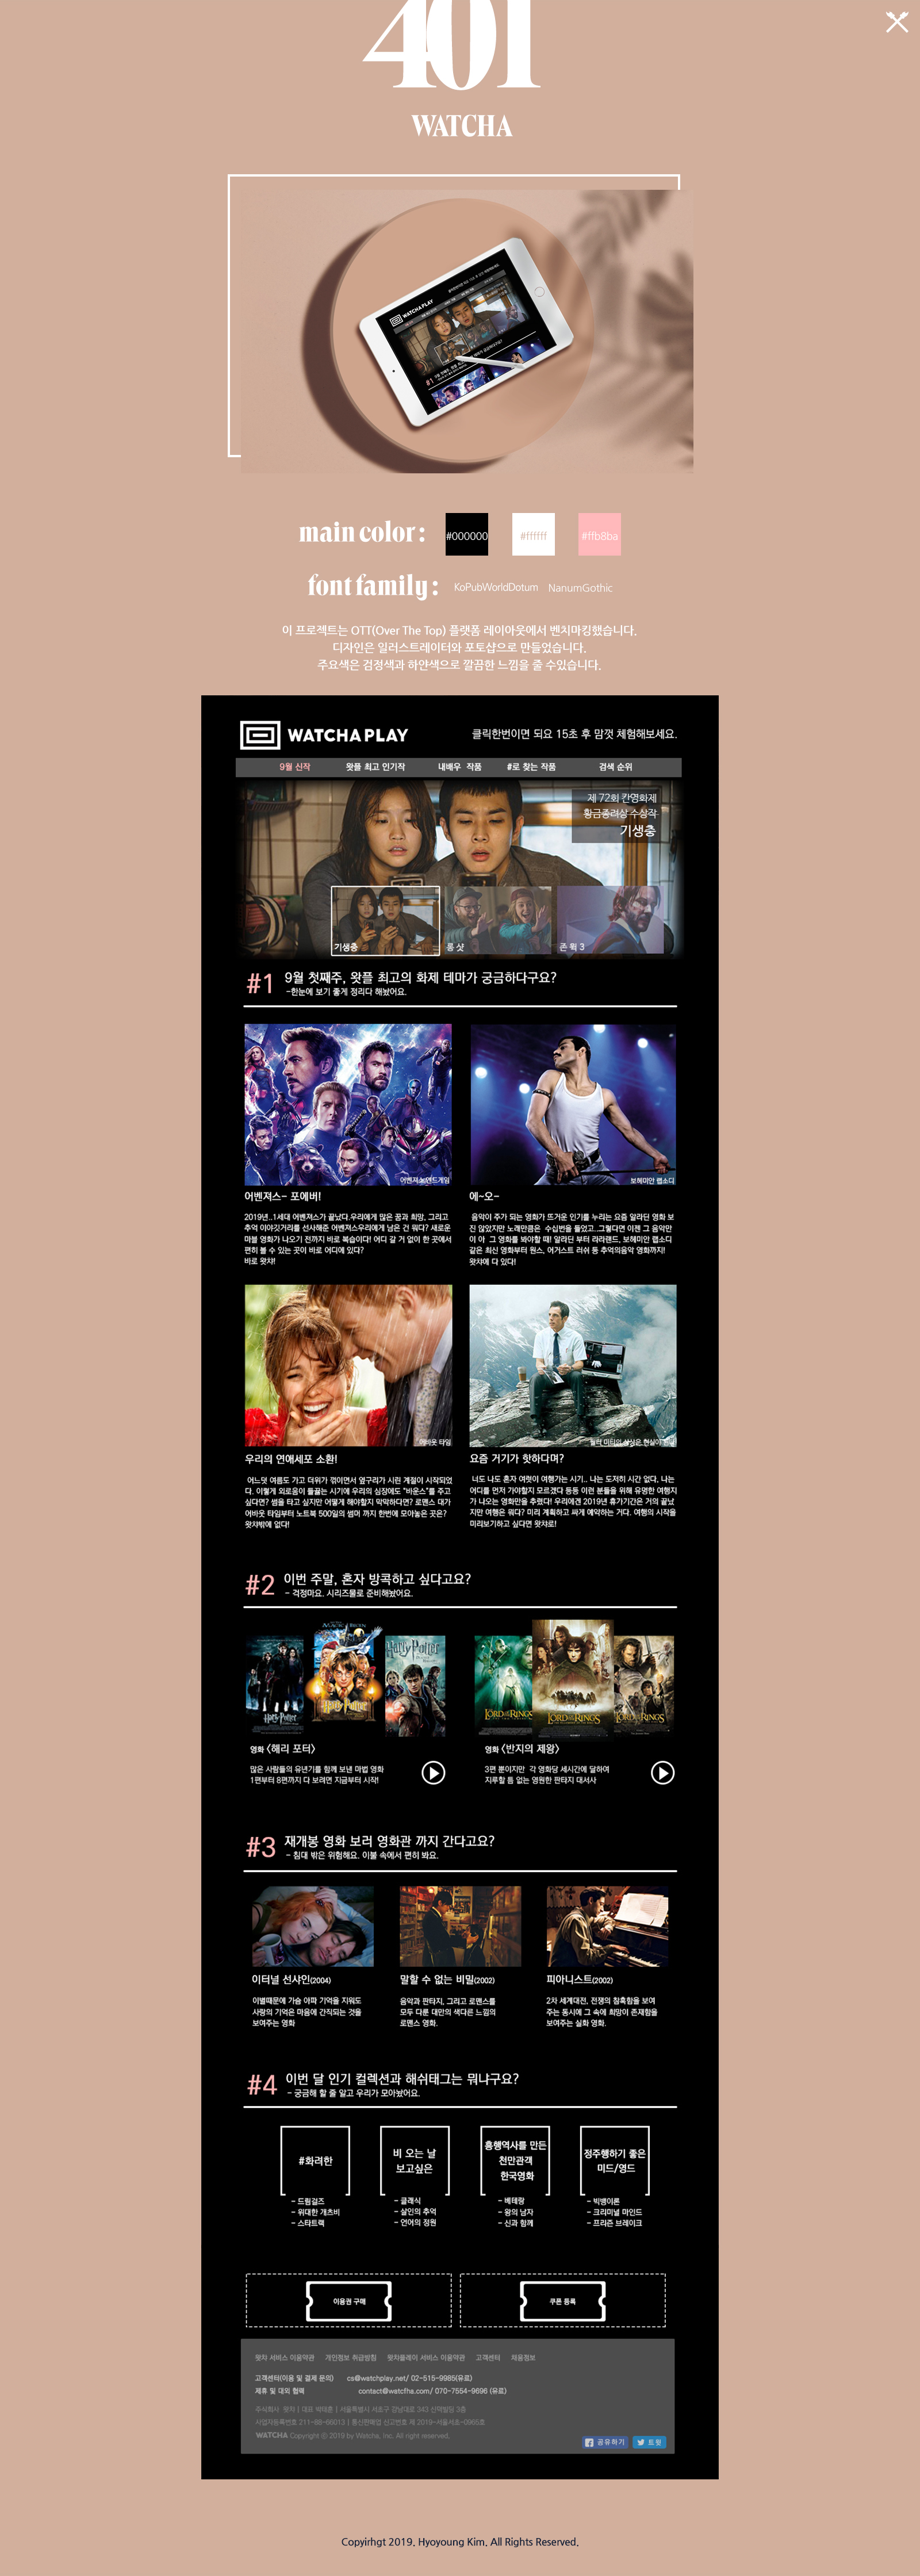 401
WATCHA
WATCHA PLAY
main color :
#000000
#ffffff
#ffb8ba
font family :
KoPubWorldDotum NanumGothic
이 프로젝트는 OTT(Over The Top) 플랫폼 레이아웃에서 벤치마킹했습니다.
디자인은 일러스트레이터와 포토샵으로 만들었습니다.
주요색은 검정색과 하얀색으로 깔끔한 느낌을 줄 수있습니다.
WATCHA PLAY
클릭한번이면 되요 15초 후 맘껏 체험해보세요.
9월 신작 왓플 최고 인기작 내배우 작품 #로 찾는 작품 검색 순위
제 72회 칸영화제
황금종려상 수상작
기생충
기생충 롱 샷 존 윅 3
#1 9월 첫째주, 왓플 최고의 화제 테마가 궁금하다구요?
-한눈에 보기 좋게 정리다 해놨어요.
어벤져스:엔드게임
보헤미안 랩소디
어벤져스- 포에버!
2019년..1세대 어벤져스가 끝났다.우리에게 많은 꿈과 희망, 그리고
추억 이야깃거리를 선사해준 어벤져스우리에게 남은 건 뭐다? 새로운
마블 영화가 나오기 전까지 바로 복습이다! 어디 갈 거 없이 한 곳에서
편히 볼 수 있는 곳이 바로 어디에 있다?
바로 왓챠!
에~오-
음악이 주가 되는 영화가 뜨거운 인기를 누리는 요즘 알라딘 영화 보
진 않았지만 노래만큼은 수십번을 들었고..그렇다면 이젠 그 음악만
이 아 그 영화를 봐야할 때! 알라딘 부터 라라랜드, 보헤미안 랩소디
같은 최신 영화부터 원스, 어거스트 러쉬 등 추억의음악 영화까지!
왓챠에 다 있다!
어바웃 타임
우리의 연애세포 소환!
어느덧 여름도 가고 더위가 꺾이면서 옆구리가 시린 계절이 시작되었
다. 이렇게 외로움이 들끓는 시기에 우리의 심장에도 "바운스"를 주고
싶다면? 썸을 타고 싶지만 어떻게 해야할지 막막하다면? 로맨스 대가
어바웃 타임부터 노트북 500일의 썸머 까지 한번에 모아놓은 곳은?
왓챠밖에 없다!
요즘 거기가 핫하다며?
너도 나도 혼자 여럿이 여행가는 시기.. 나는 도저히 시간 없다, 나는
어디를 먼저 가야할지 모르겠다 등등 이런 분들을 위해 유명한 여행지
가 나오는 영화만을 추렸다! 우리에겐 2019년 휴가기간은 거의 끝났
지만 여행은 뭐다? 미리 계획하고 싸게 예약하는 거다. 여행의 시작을
미리보기하고 싶다면 왓챠로!
#2 이번 주말, 혼자 방콕하고 싶다고요?
- 걱정마요. 시리즈물로 준비해놨어요.
Harry Potter
Harry Potter
Harry Potter
LORD OF THE RINGS
LORD OF THE RINGS
LORD OF THE RINGS
영화 <해리 포터>
많은 사람들의 유년기를 함께 보낸 마법 영화
1편부터 8편까지 다 보려면 지금부터 시작!
영화 <반지의 제왕>
3편 뿐이지만 각 영화당 세시간에 달하여
지루할 틈 없는 영원한 판타지 대서사
#3 재개봉 영화 보러 영화관 까지 간다고요?
- 침대 밖은 위험해요. 이불 속에서 편히 봐요.
이터널 선샤인(2004)
이별때문에 가슴 아파 기억을 지워도
사랑의 기억은 마음에 간직되는 것을
보여주는 영화
말할 수 없는 비밀(2002)
음악과 판타지, 그리고 로맨스를
모두 다룬 대만의 색다른 느낌의
로맨스 영화.
피아니스트(2002)
2차 세계대전, 전쟁의 참혹함을 보여
주는 동시에 그 속에 희망이 존재함을
보여주는 실화 영화.
#4 이번 달 인기 컬렉션과 해쉬태그는 뭐냐구요?
- 궁금해 할 줄 알고 우리가 모아놨어요.
#화려한
- 드림걸즈
- 위대한 개츠비
- 스타트랙
비 오는 날
보고싶은
- 클래식
- 살인의 추억
- 언어의 정원
흥행역사를 만든
천만관객
한국영화
- 베테랑
- 왕의 남자
- 신과 함께
정주행하기 좋은
미드/영드
- 빅뱅이론
- 크리미널 마인드
- 프리즌 브레이크
이용권 구매
쿠폰 등록
왓챠 서비스 이용약관 개인정보 취급방침 왓챠플레이 서비스 이용약관 고객센터 채용정보
고객센터(이용 및 결제 문의) cs@watchplay.net/ 02-515-9985(유료)
제휴 및 대외 협력 contact@watcfha.com/ 070-7554-9696 (유료)
주식회사 왓챠 | 대표 박태훈 | 서울특별시 서초구 강남대로 343 신덕빌딩 3층
사업자등록번호 211-88-66013 | 통신판매업 신고번호 제 2019-서울서초-0965호
WATCHA Copyright © 2019 by Watcha, Inc. All right reserved.
공유하기 트윗
Copyirhgt 2019. Hyoyoung Kim. All Rights Reserved.